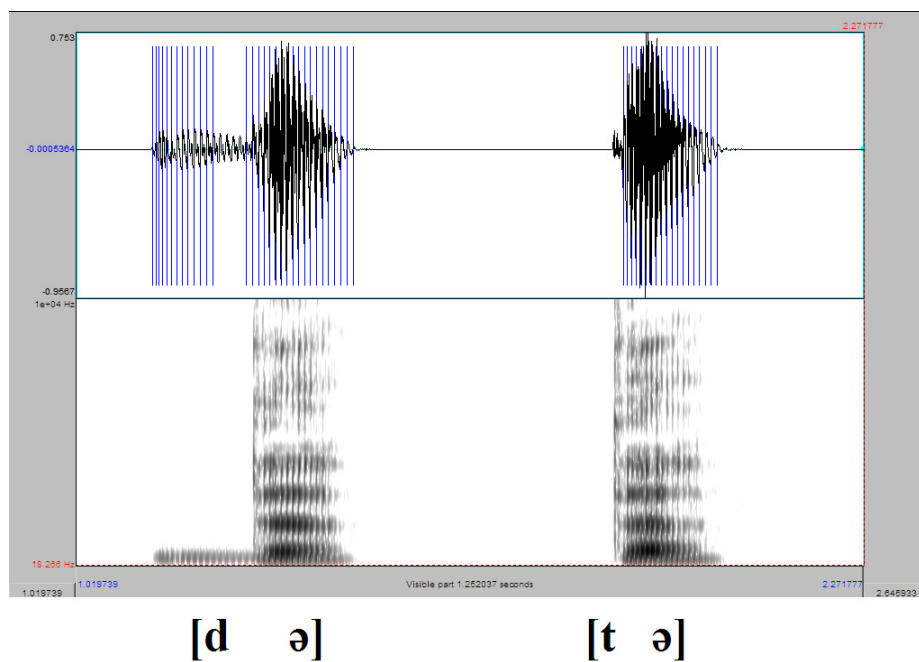 2.271777
0.753
-0.0005364
-0.9567
1e+04 Hz
18.266 Hz
1.019739 1.019739 Visible part 1.252037 seconds 2.271777 2.646933
[d ə] [t ə]